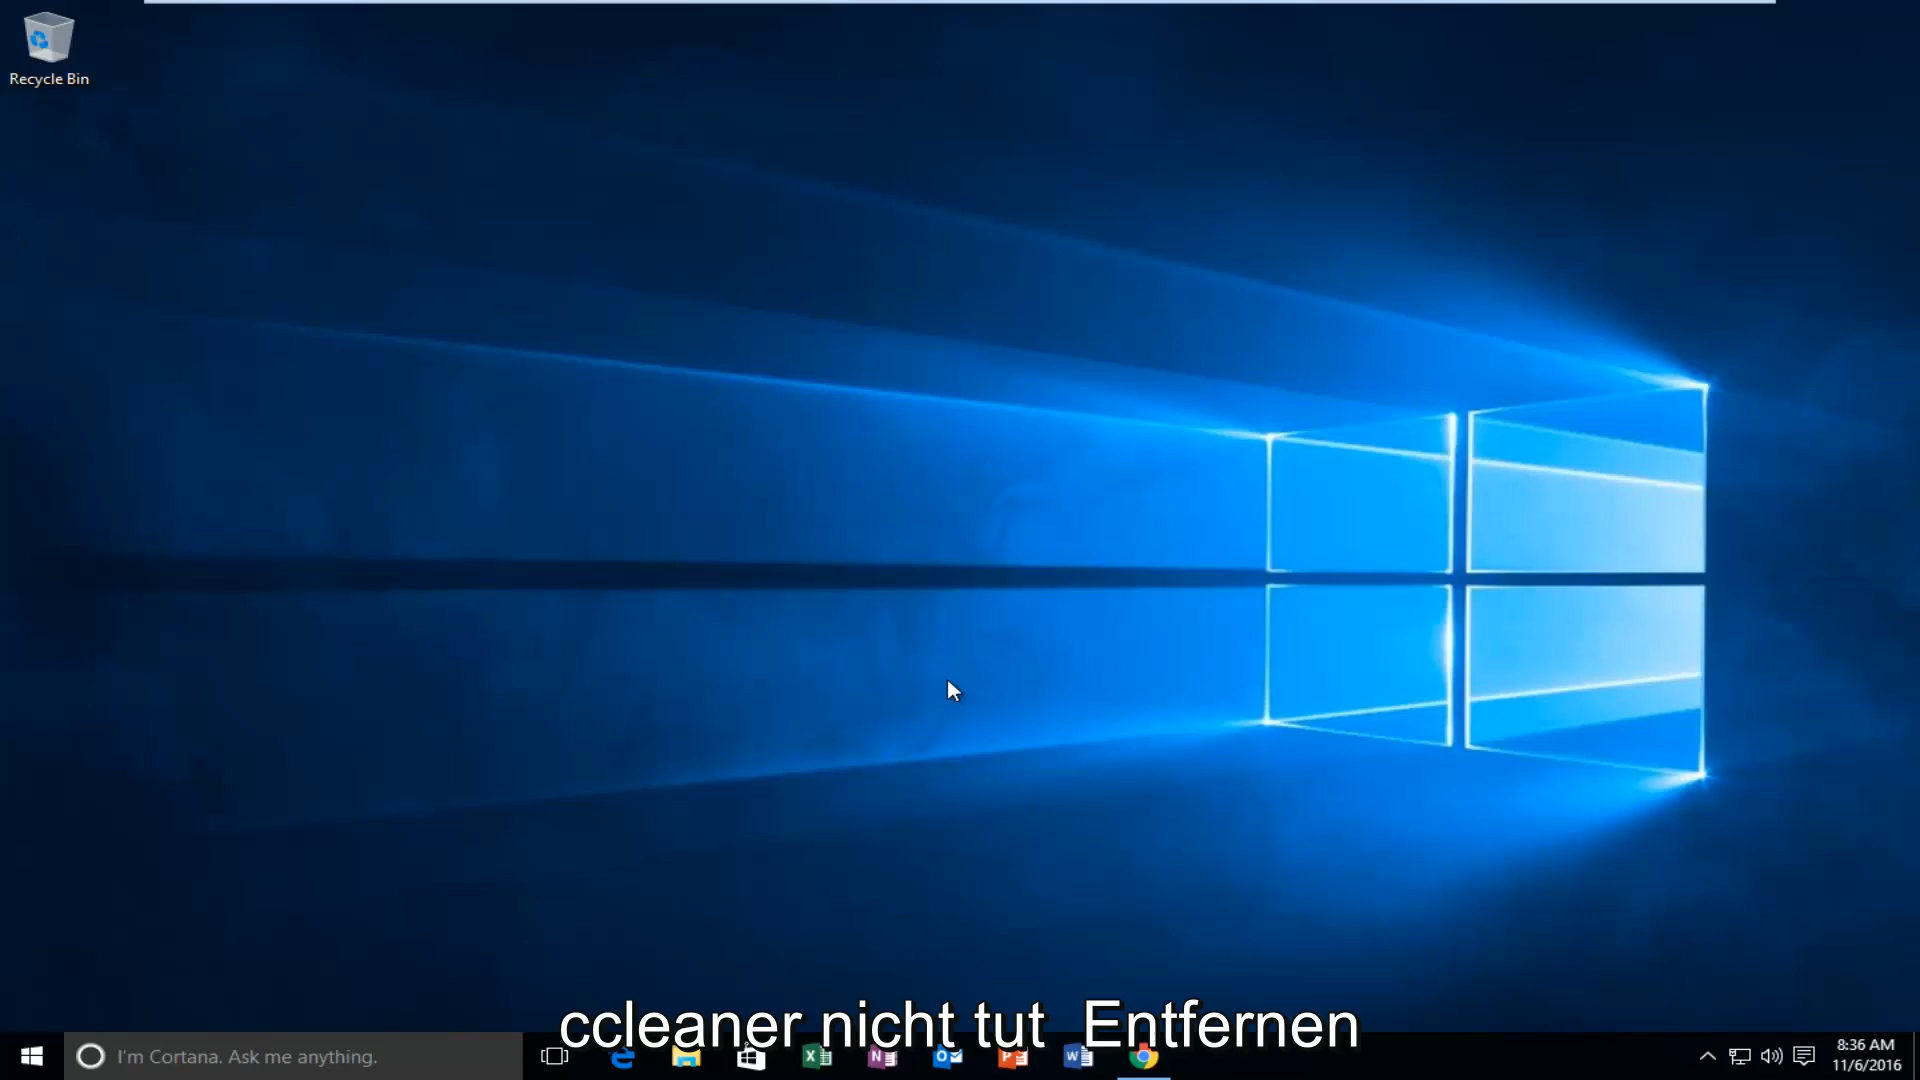 Recycle Bin
ccleaner nicht tut  Entfernen
I'm Cortana. Ask me anything.
8:36 AM
11/6/2016